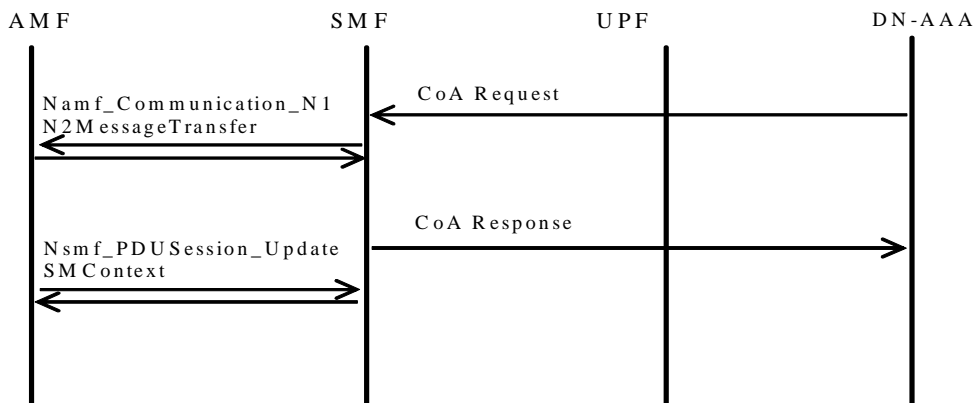 AMF SMF UPF DN-AAA
Namf_Communication_N1
N2MessageTransfer
CoA Request
CoA Response
Nsmf_PDUSession_Update
SMContext